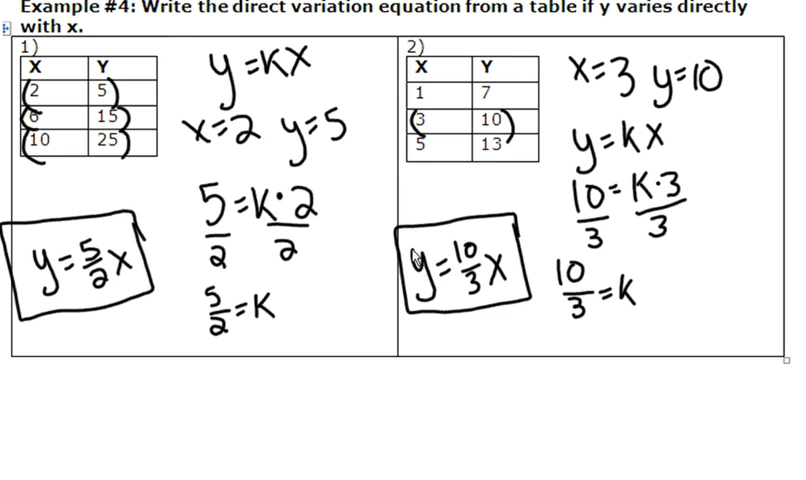 Example #4: Write the direct variation equation from a table if y varies directly
with x.
1)
X Y
2 5
6 15
10 25
y=kx
x=2 y=5
5=k·2
2 2
5/2=k
y=5/2x
2)
X Y
1 7
3 10
5 13
x=3 y=10
y=kx
10=k·3
3 3
10/3=k
y=10/3x